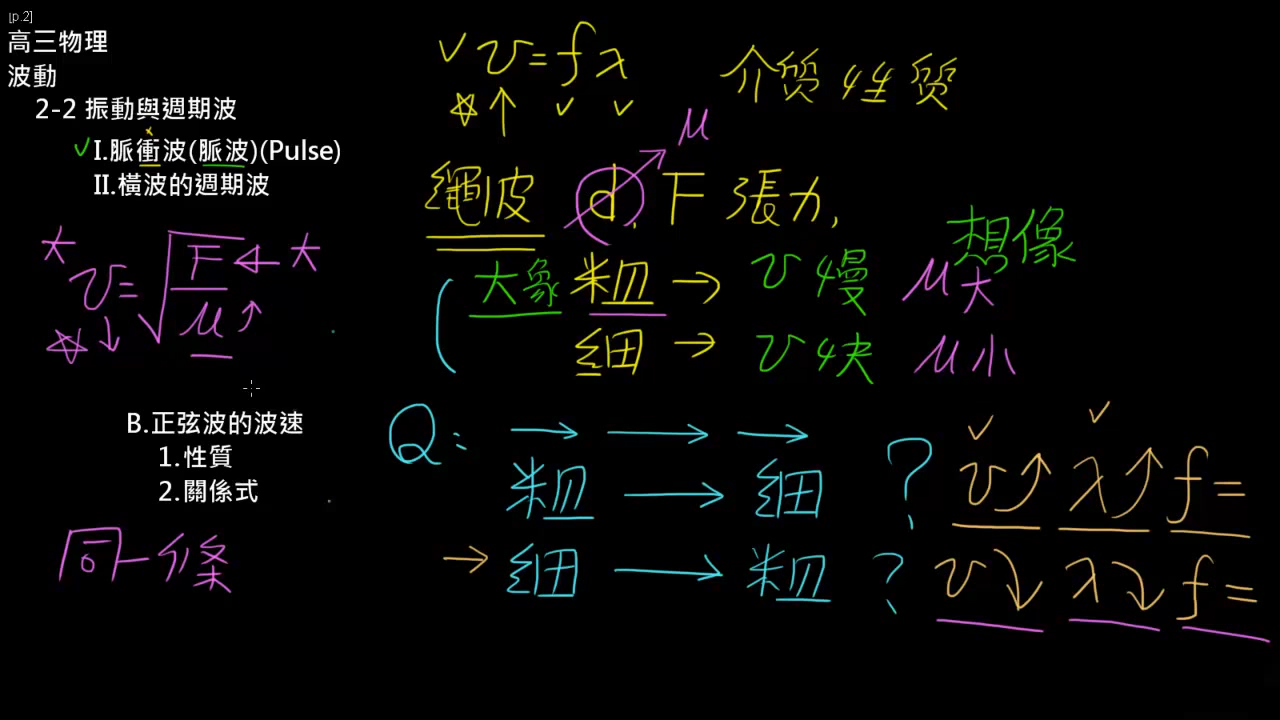 [p.2]
高三物理
波動
2-2 振動與週期波
I.脈衝波(脈波)(Pulse)
II.橫波的週期波
v = √F/μ
大
大
B.正弦波的波速
1.性質
2.關係式
同一條
v = fλ 介質性質
μ
繩波 d, F 張力,
想像
大象 粗 → v 慢 μ大
細 → v 快 μ小
Q: → → →
粗 → 細 ? v↑ λ↑ f=
→ 細 → 粗 ? v↓ λ↓ f=